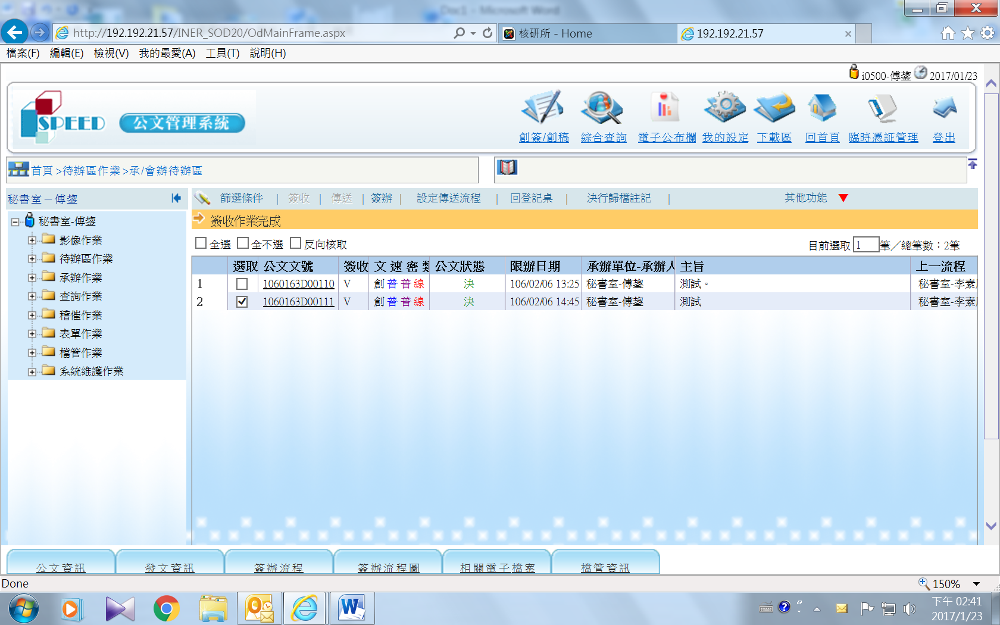 Doc1 - Microsoft Word
http://192.192.21.57/INER_SOD20/OdMainFrame.aspx
核研所 - Home
192.192.21.57
檔案(F) 編輯(E) 檢視(V) 我的最愛(A) 工具(T) 說明(H)
i0500-傅鋆 2017/01/23
SPEED 公文管理系統
創簽/創稿 綜合查詢 電子公布欄 我的設定 下載區 回首頁 臨時憑証管理 登出
首頁>待辦區作業>承/會辦待辦區
秘書室－傅鋆
篩選條件 | 簽收 | 傳送 | 簽辦 | 設定傳送流程 | 回登記桌 | 決行歸檔註記 | 其他功能
秘書室-傅鋆
影像作業
待辦區作業
承辦作業
查詢作業
稽催作業
表單作業
檔管作業
系統維護作業
簽收作業完成
全選 全不選 反向核取
目前選取 1 筆／總筆數：2筆
選取 公文文號 簽收 文 速 密 類 公文狀態 限辦日期 承辦單位-承辦人 主旨 上一流程
1 1060163D00110 V 創 普 普 線 決 106/02/06 13:25 秘書室-傅鋆 測試。 秘書室-李素
2 1060163D00111 V 創 普 普 線 決 106/02/06 14:45 秘書室-傅鋆 測試 秘書室-李素
公文資訊 發文資訊 簽辦流程 簽辦流程圖 相關電子檔案 檔管資訊
Done
150%
下午 02:41
2017/1/23